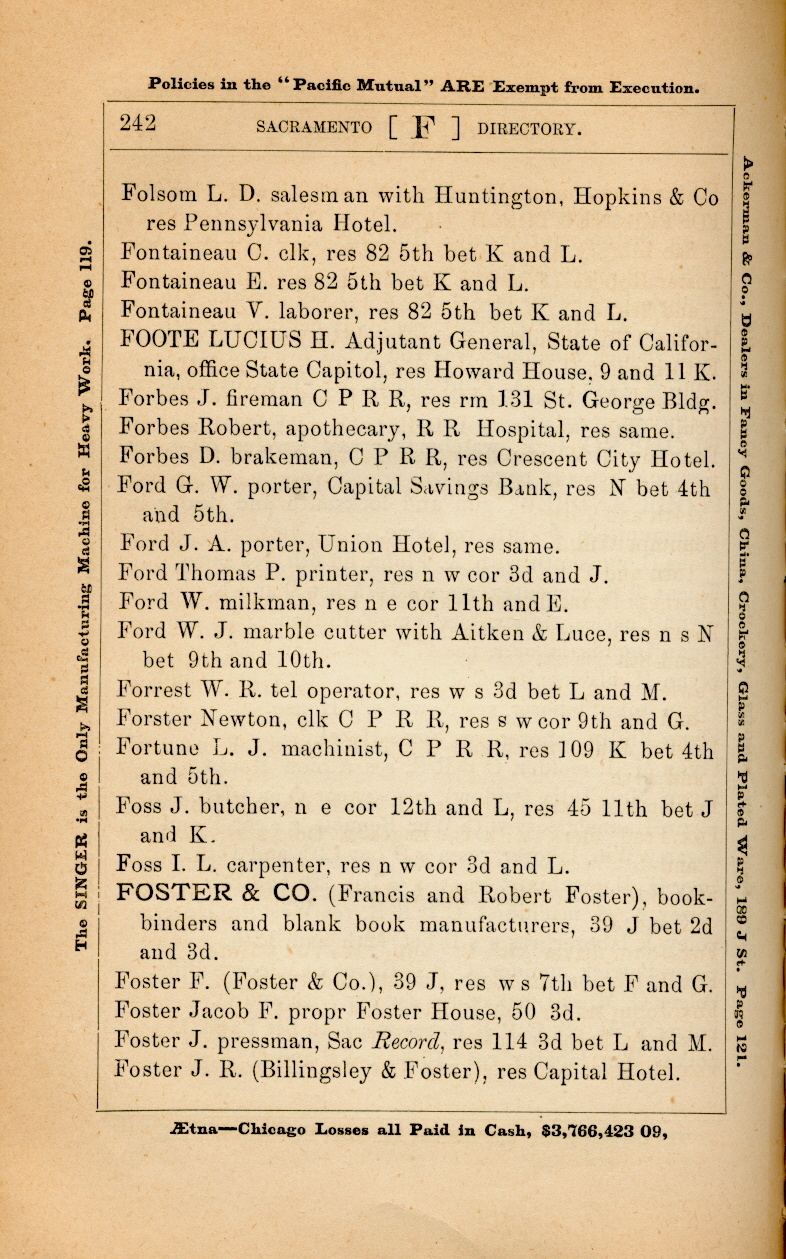 Policies in the “Pacific Mutual” ARE Exempt from Execution.
242 SACRAMENTO [ F ] DIRECTORY.
Folsom L. D. salesman with Huntington, Hopkins & Co
res Pennsylvania Hotel.
Fontaineau C. clk, res 82 5th bet K and L.
Fontaineau E. res 82 5th bet K and L.
Fontaineau V. laborer, res 82 5th bet K and L.
FOOTE LUCIUS H. Adjutant General, State of Califor-
nia, office State Capitol, res Howard House, 9 and 11 K.
Forbes J. fireman C P R R, res rm 131 St. George Bldg.
Forbes Robert, apothecary, R R Hospital, res same.
Forbes D. brakeman, C P R R, res Crescent City Hotel.
Ford G. W. porter, Capital Savings Bank, res N bet 4th
and 5th.
Ford J. A. porter, Union Hotel, res same.
Ford Thomas P. printer, res n w cor 3d and J.
Ford W. milkman, res n e cor 11th and E.
Ford W. J. marble cutter with Aitken & Luce, res n s N
bet 9th and 10th.
Forrest W. R. tel operator, res w s 3d bet L and M.
Forster Newton, clk C P R R, res s w cor 9th and G.
Fortune L. J. machinist, C P R R, res 109 K bet 4th
and 5th.
Foss J. butcher, n e cor 12th and L, res 45 11th bet J
and K.
Foss I. L. carpenter, res n w cor 3d and L.
FOSTER & CO. (Francis and Robert Foster), book-
binders and blank book manufacturers, 39 J bet 2d
and 3d.
Foster F. (Foster & Co.), 39 J, res w s 7th bet F and G.
Foster Jacob F. propr Foster House, 50 3d.
Foster J. pressman, Sac Record, res 114 3d bet L and M.
Foster J. R. (Billingsley & Foster), res Capital Hotel.
Ætna—Chicago Losses all Paid in Cash, $3,766,423 09,
The SINGER is the Only Manufacturing Machine for Heavy Work. Page 119.
Ackerman & Co., Dealers in Fancy Goods, China, Crockery, Glass and Plated Ware, 189 J St. Page 121.